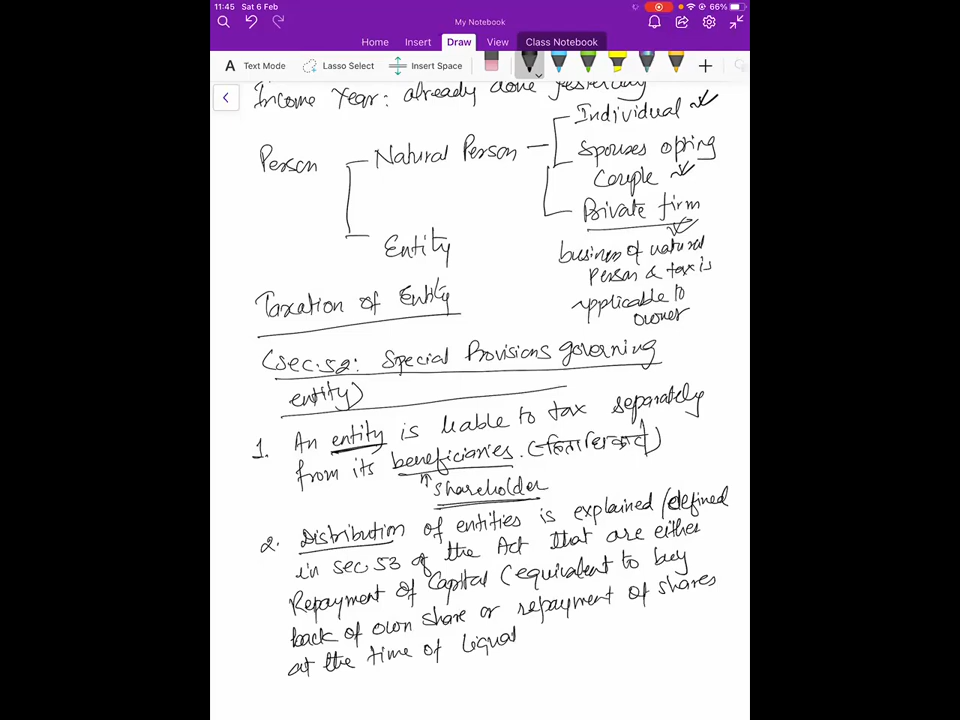 11:45 Sat 6 Feb 66%
My Notebook
Home Insert Draw View Class Notebook
A Text Mode Lasso Select Insert Space
Income Year: already done yesterday
Individual
Person Natural Person Spouses opting
Couple
Private firm
Entity
business of natural
Person & tax is
applicable to
owner
Taxation of Entity
(Sec.52: Special Provisions governing
entity)
1. An entity is liable to tax separately
from its beneficiaries.
shareholder
2. Distribution of entities is explained/defined
in sec 53 of the Act that are either
Repayment of Capital (equivalent to buy
back of own share or repayment of shares
at the time of